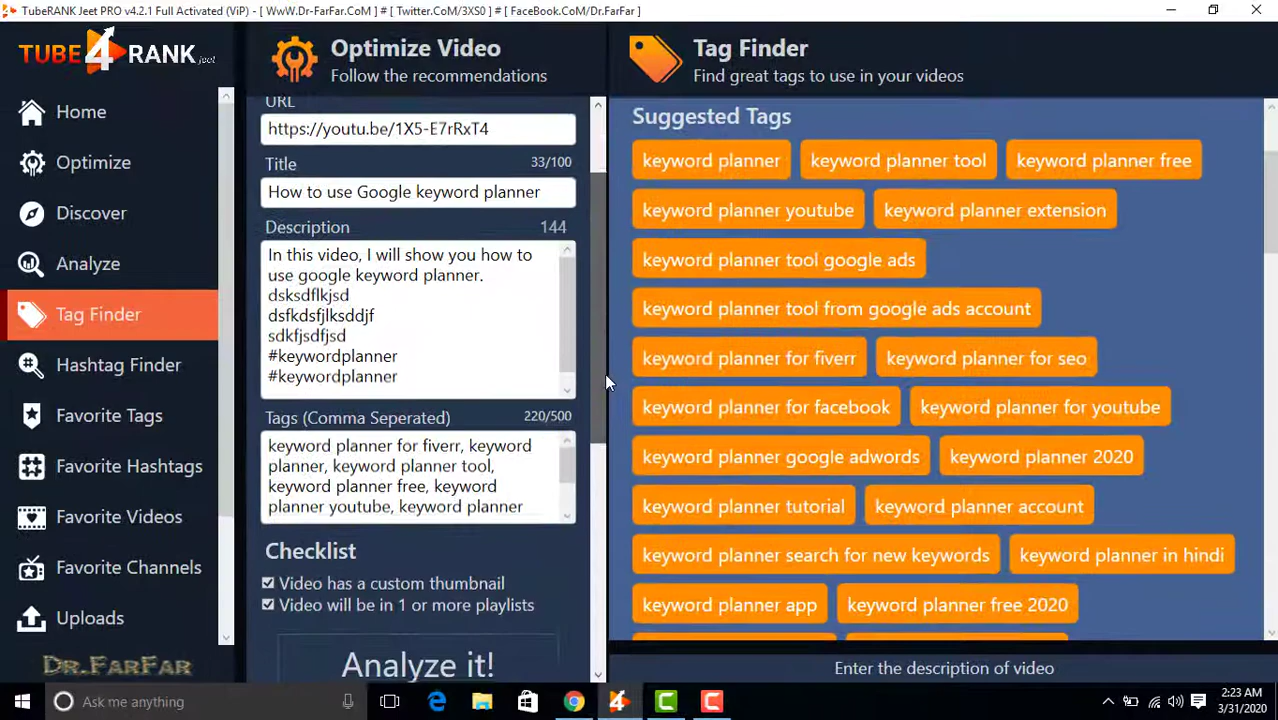 TubeRANK Jeet PRO v4.2.1 Full Activated (ViP) - [ WwW.Dr-FarFar.CoM ] # [ Twitter.CoM/3XS0 ] # [ FaceBook.CoM/Dr.FarFar ]
TUBE 4 RANK jeet
Home
Optimize
Discover
Analyze
Tag Finder
Hashtag Finder
Favorite Tags
Favorite Hashtags
Favorite Videos
Favorite Channels
Uploads
DR.FARFAR
Optimize Video
Follow the recommendations
URL
https://youtu.be/1X5-E7rRxT4
Title 33/100
How to use Google keyword planner
Description 144
In this video, I will show you how to
use google keyword planner.
dsksdflkjsd
dsfkdsfjlksddjf
sdkfjsdfjsd
#keywordplanner
#keywordplanner
Tags (Comma Seperated) 220/500
keyword planner for fiverr, keyword
planner, keyword planner tool,
keyword planner free, keyword
planner youtube, keyword planner
Checklist
Video has a custom thumbnail
Video will be in 1 or more playlists
Analyze it!
Tag Finder
Find great tags to use in your videos
Suggested Tags
keyword planner keyword planner tool keyword planner free
keyword planner youtube keyword planner extension
keyword planner tool google ads
keyword planner tool from google ads account
keyword planner for fiverr keyword planner for seo
keyword planner for facebook keyword planner for youtube
keyword planner google adwords keyword planner 2020
keyword planner tutorial keyword planner account
keyword planner search for new keywords keyword planner in hindi
keyword planner app keyword planner free 2020
Enter the description of video
Ask me anything
2:23 AM
3/31/2020